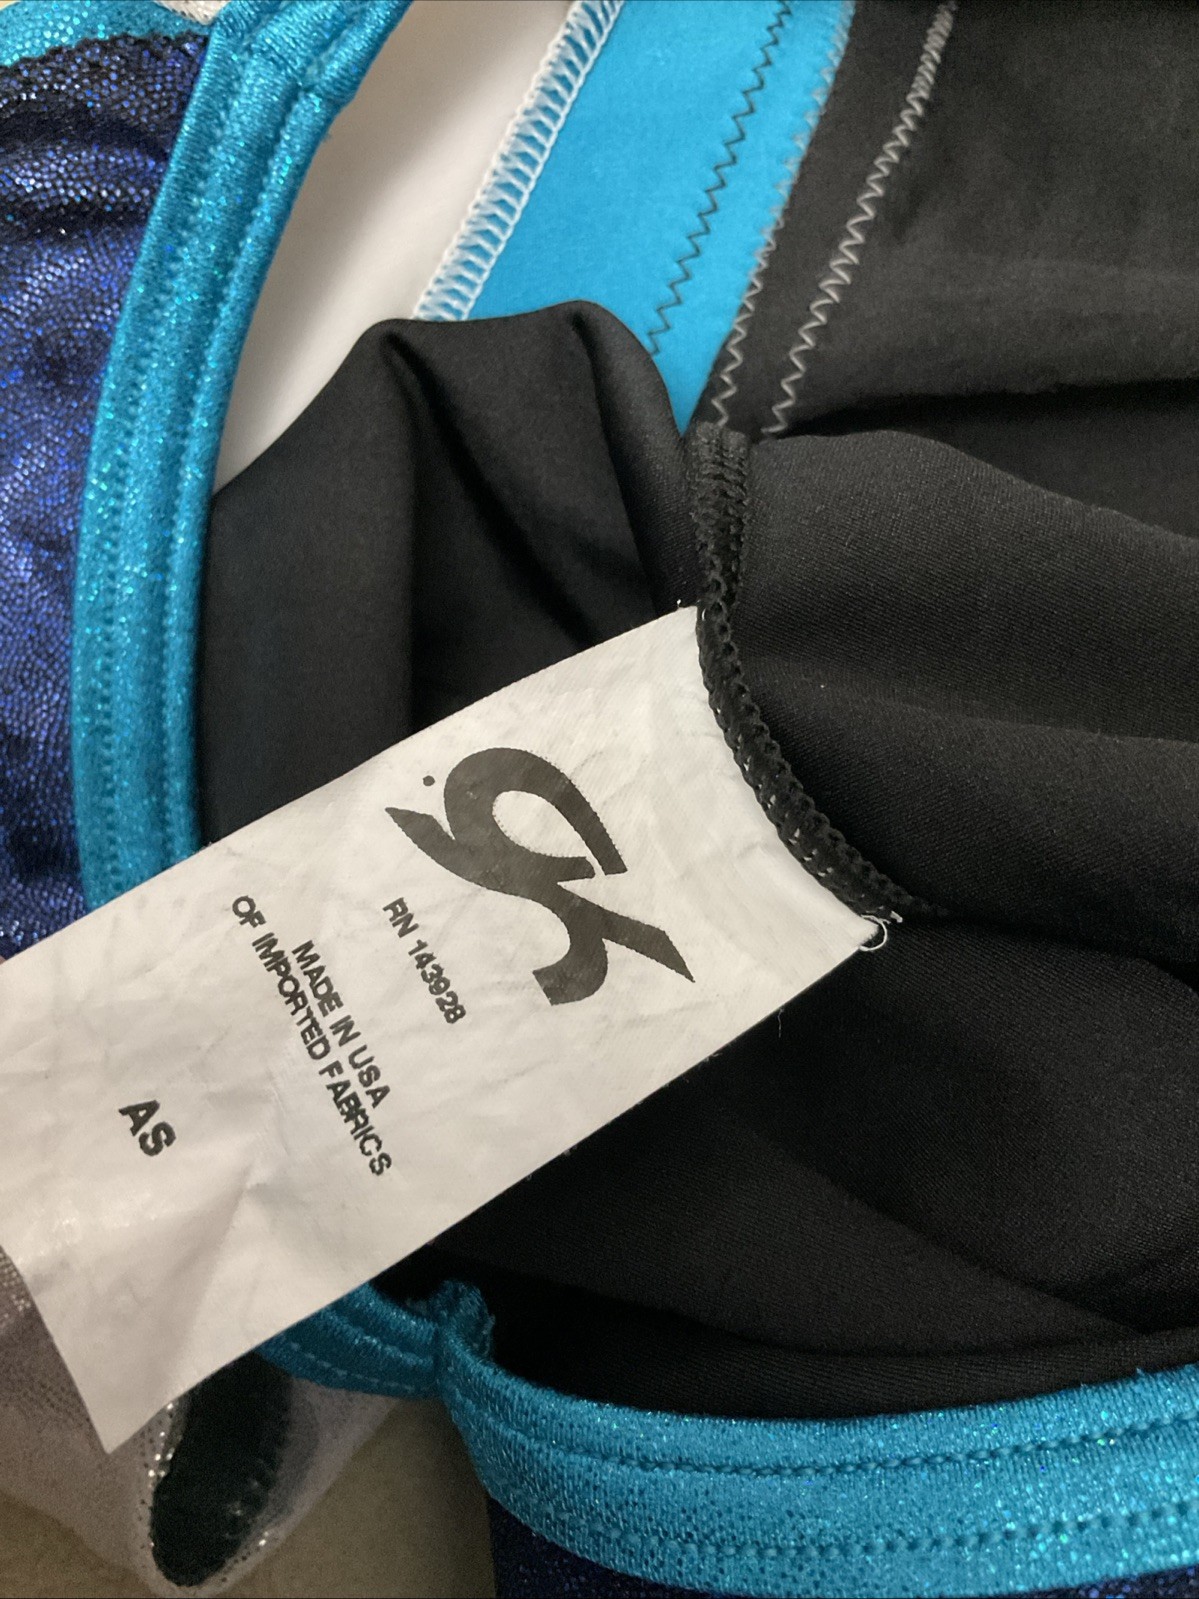 GK
RN 143928
MADE IN USA
OF IMPORTED FABRICS
AS